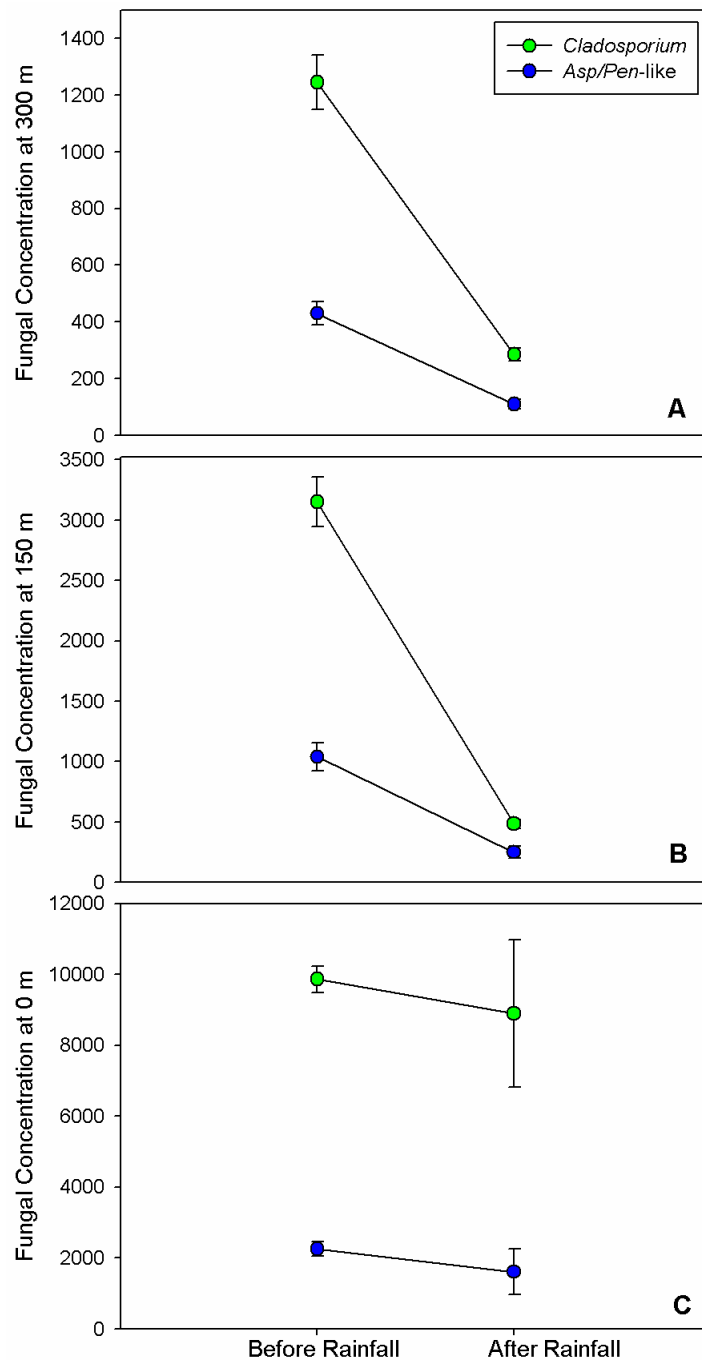 Fungal Concentration at 300 m
1400
1200
1000
800
600
400
200
0
Cladosporium
Asp/Pen-like
A
Fungal Concentration at 150 m
3500
3000
2500
2000
1500
1000
500
0
B
Fungal Concentration at 0 m
12000
10000
8000
6000
4000
2000
0
C
Before Rainfall
After Rainfall